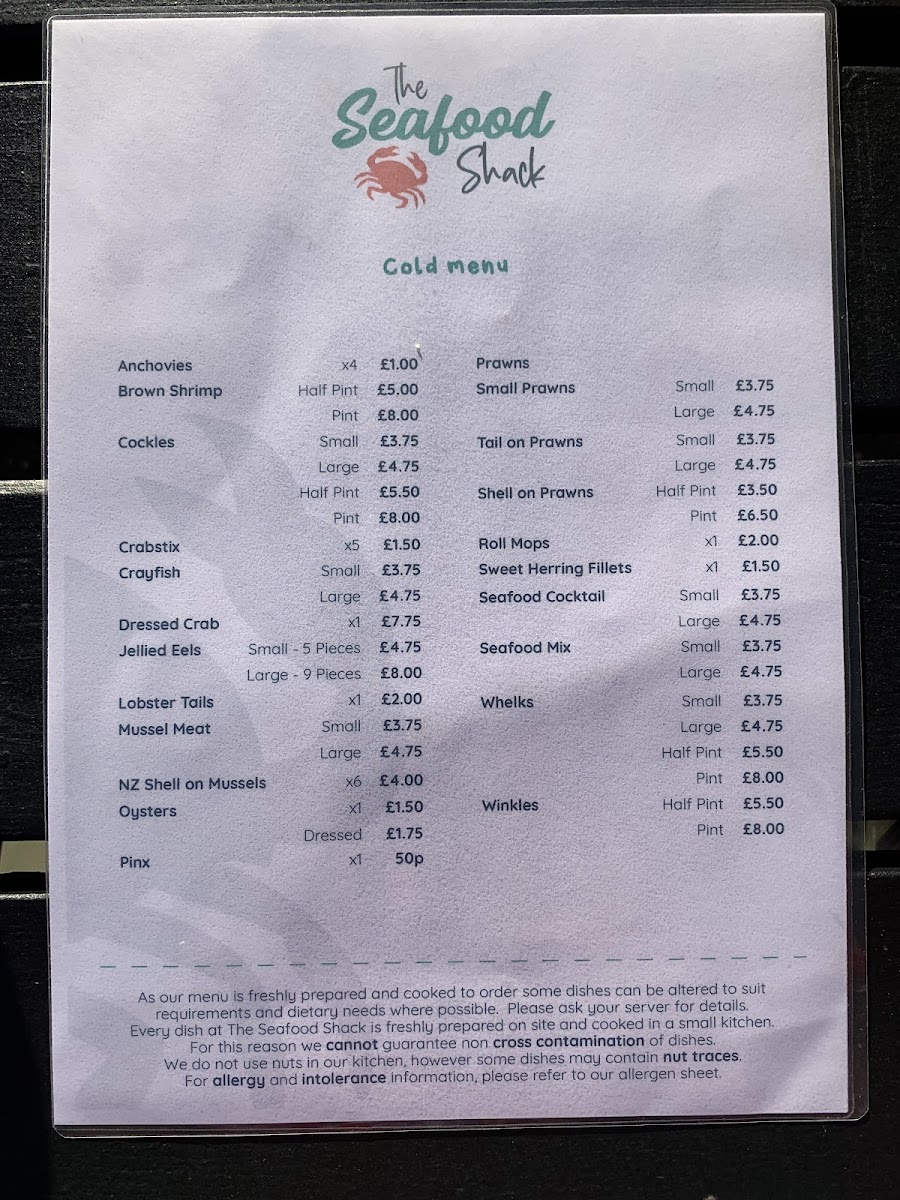 The
Seafood
Shack
Cold menu
Anchovies x4 £1.00
Brown Shrimp Half Pint £5.00
Pint £8.00
Cockles Small £3.75
Large £4.75
Half Pint £5.50
Pint £8.00
Crabstix x5 £1.50
Crayfish Small £3.75
Large £4.75
Dressed Crab x1 £7.75
Jellied Eels Small - 5 Pieces £4.75
Large - 9 Pieces £8.00
Lobster Tails x1 £2.00
Mussel Meat Small £3.75
Large £4.75
NZ Shell on Mussels x6 £4.00
Oysters x1 £1.50
Dressed £1.75
Pinx x1 50p
Prawns
Small Prawns Small £3.75
Large £4.75
Tail on Prawns Small £3.75
Large £4.75
Shell on Prawns Half Pint £3.50
Pint £6.50
Roll Mops x1 £2.00
Sweet Herring Fillets x1 £1.50
Seafood Cocktail Small £3.75
Large £4.75
Seafood Mix Small £3.75
Large £4.75
Whelks Small £3.75
Large £4.75
Half Pint £5.50
Pint £8.00
Winkles Half Pint £5.50
Pint £8.00
As our menu is freshly prepared and cooked to order some dishes can be altered to suit
requirements and dietary needs where possible. Please ask your server for details.
Every dish at The Seafood Shack is freshly prepared on site and cooked in a small kitchen.
For this reason we cannot guarantee non cross contamination of dishes.
We do not use nuts in our kitchen, however some dishes may contain nut traces.
For allergy and intolerance information, please refer to our allergen sheet.